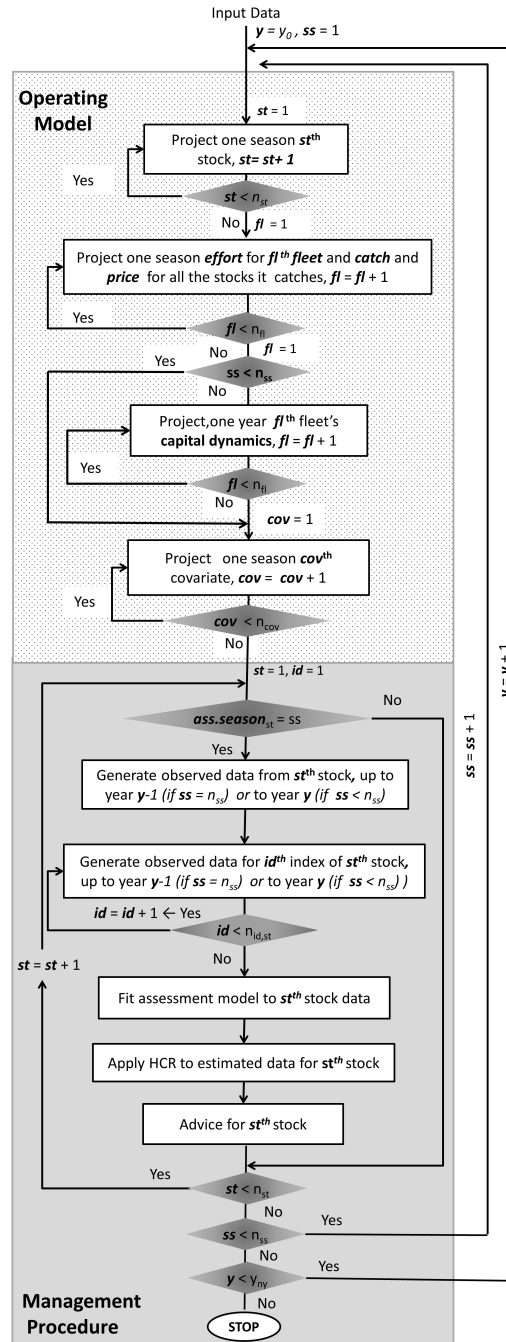 Input Data
y = y0 , ss = 1
Operating
Model
st = 1
Project one season stth
stock, st= st+ 1
Yes
st < nst
No
fl = 1
Project one season effort for flth fleet and catch and
price for all the stocks it catches, fl = fl + 1
Yes
fl < nfl
No
fl = 1
Yes
ss < nss
No
Project,one year flth fleet's
capital dynamics, fl = fl + 1
Yes
fl < nfl
No
cov = 1
Project one season covth
covariate, cov = cov + 1
Yes
cov < ncov
No
y = y + 1
st = 1, id = 1
No
ass.seasonst = ss
ss = ss + 1
Yes
Generate observed data from stth stock, up to
year y-1 (if ss = nss) or to year y (if ss < nss)
Generate observed data for idth index of stth stock,
up to year y-1 (if ss = nss) or to year y (if ss < nss) )
id = id + 1 ← Yes
id < nid,st
No
st = st + 1
Fit assessment model to stth stock data
Apply HCR to estimated data for stth stock
Advice for stth stock
Yes
st < nst
No
Yes
ss < nss
No
Yes
y < yny
No
Management
Procedure
STOP